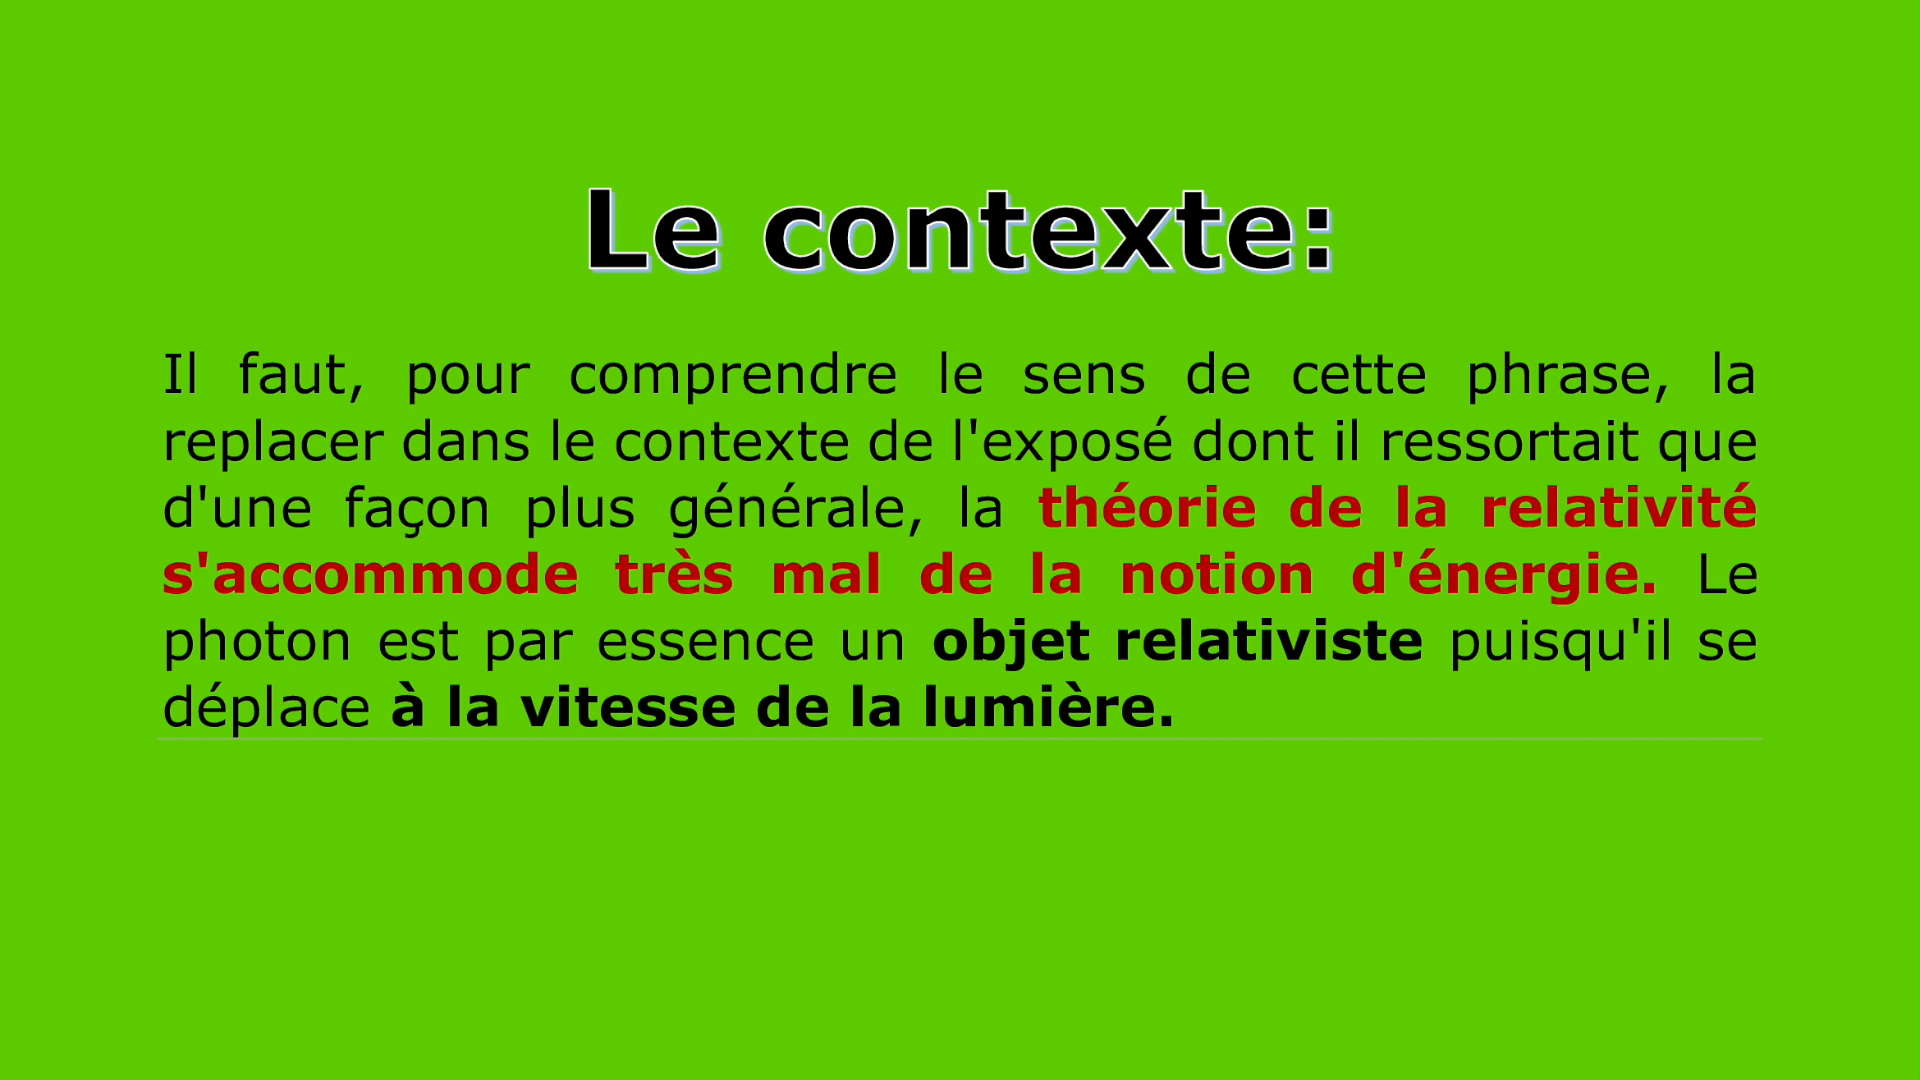 Le contexte:
Il faut, pour comprendre le sens de cette phrase, la
replacer dans le contexte de l'exposé dont il ressortait que
d'une façon plus générale, la théorie de la relativité
s'accommode très mal de la notion d'énergie. Le
photon est par essence un objet relativiste puisqu'il se
déplace à la vitesse de la lumière.